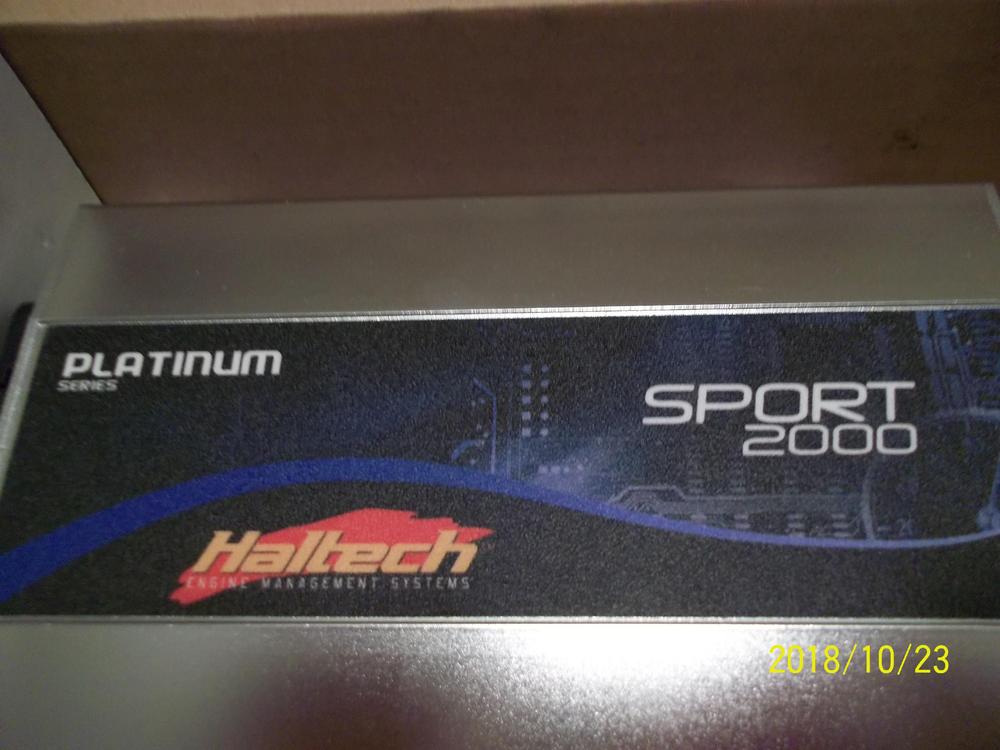 PLATINUM
SERIES
SPORT
2000
Haltech
ENGINE MANAGEMENT SYSTEMS
2018/10/23